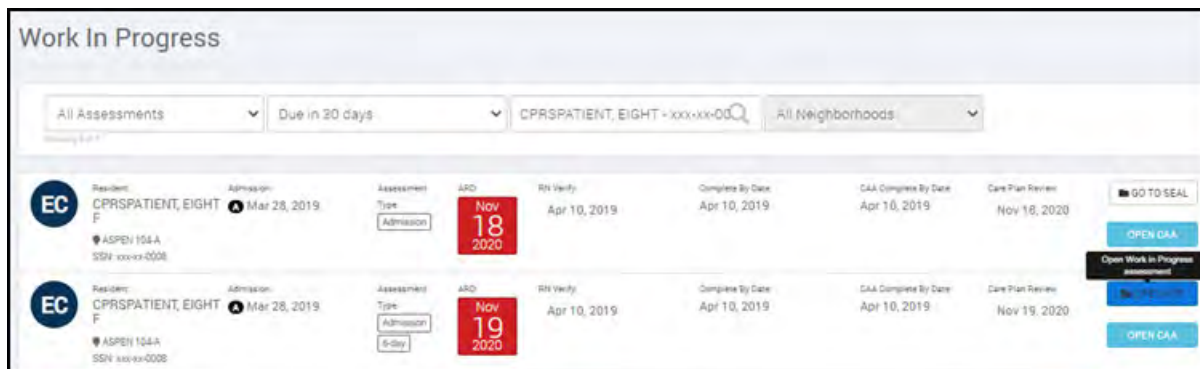 Work In Progress
All Assessments
Due in 30 days
CPRSPATIENT, EIGHT - xxx-xx-00
All Neighborhoods
EC
Resident
CPRSPATIENT, EIGHT
F
ASPEN 104-A
SSN: xxx-xx-0008
Admission
A Mar 28, 2019
Assessment
Type
Admission
ARD
Nov
18
2020
RN Verify
Apr 10, 2019
Complete By Date
Apr 10, 2019
CAA Complete By Date
Apr 10, 2019
Care Plan Review
Nov 18, 2020
GO TO SEAL
OPEN CAA
Open Work in Progress
assessment
EC
Resident
CPRSPATIENT, EIGHT
F
ASPEN 104-A
SSN: xxx-xx-0008
Admission
A Mar 28, 2019
Assessment
Type
Admission
5-day
ARD
Nov
19
2020
RN Verify
Apr 10, 2019
Complete By Date
Apr 10, 2019
CAA Complete By Date
Apr 10, 2019
Care Plan Review
Nov 19, 2020
OPEN CAA